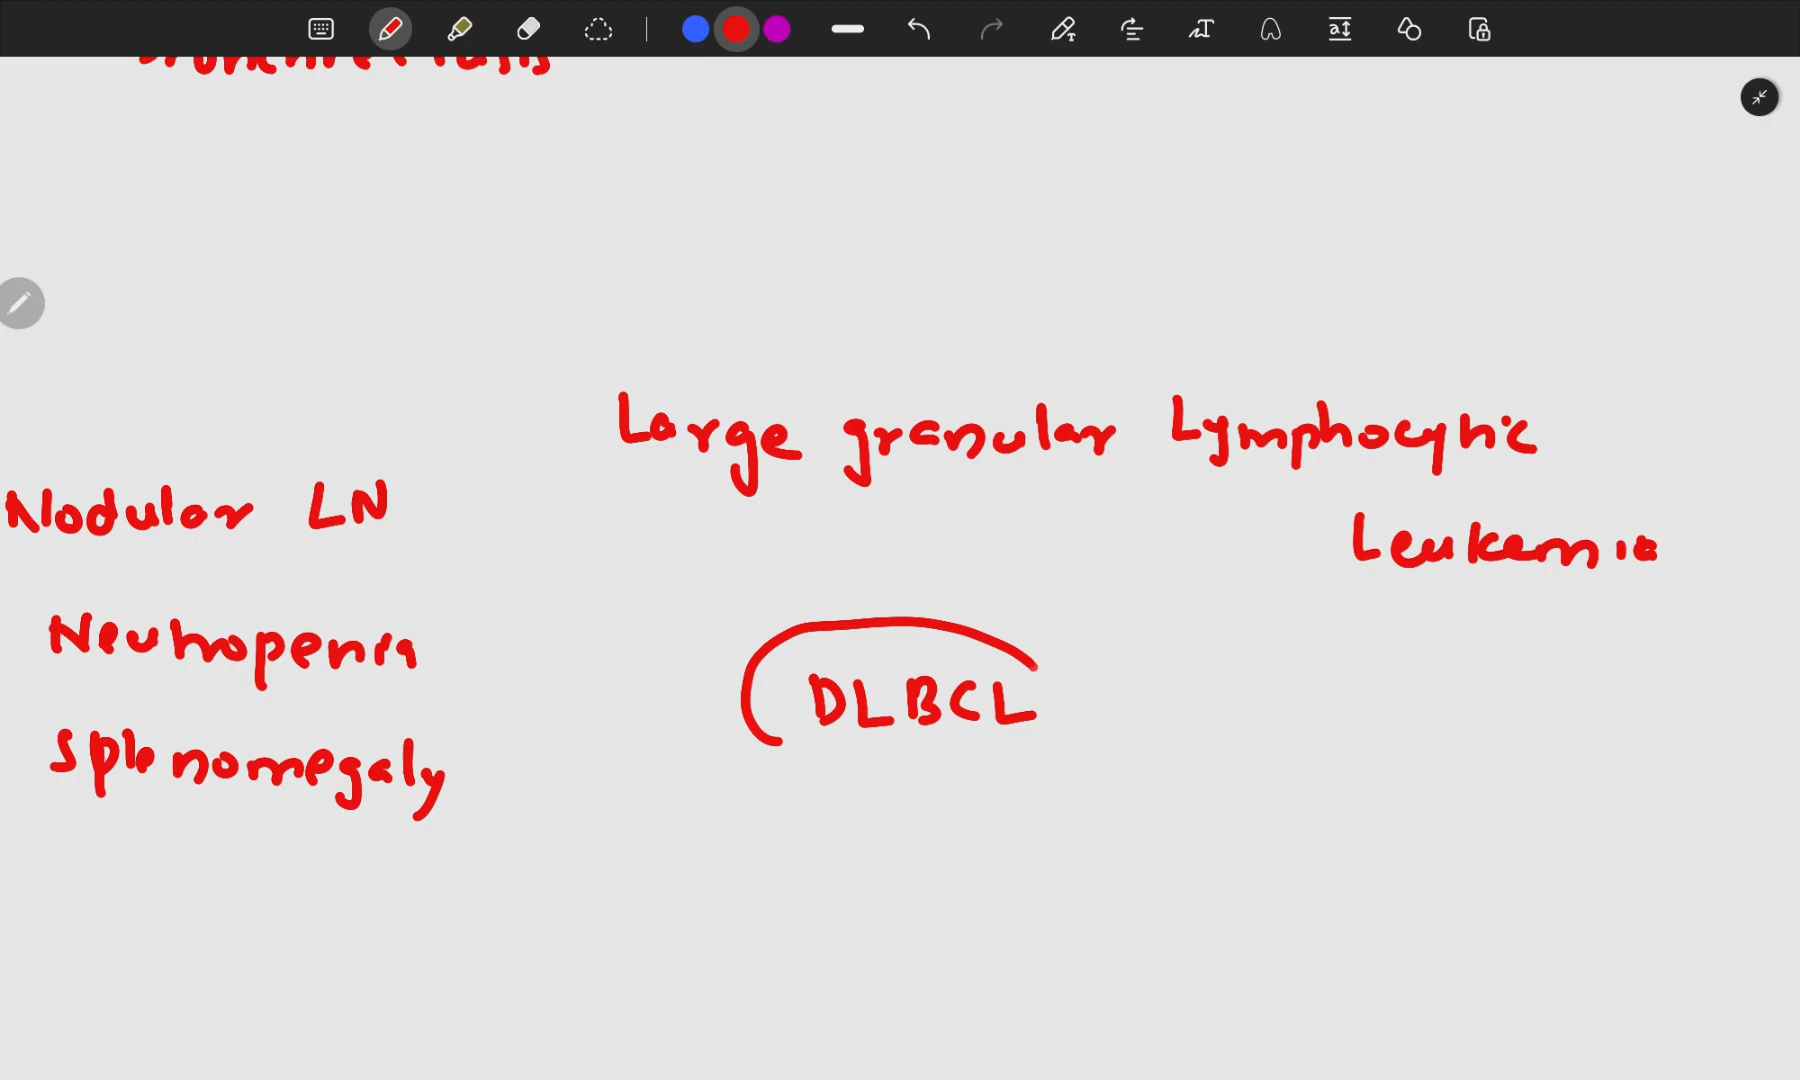 Large granular Lymphocytic
Leukemia
Nodular LN
Neutropenia
Splenomegaly
DLBCL